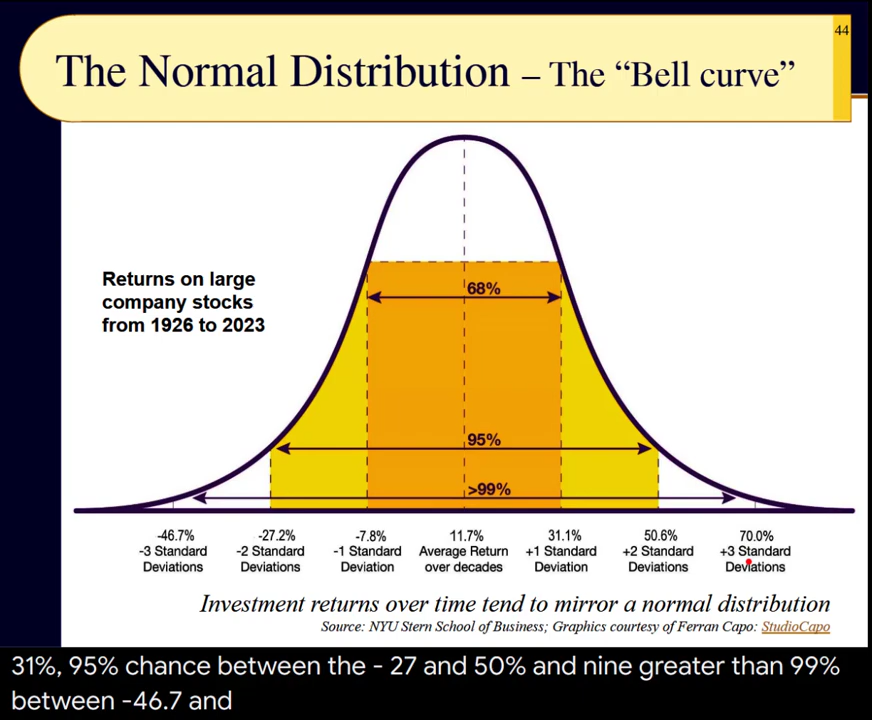 44
The Normal Distribution – The “Bell curve”
Returns on large
company stocks
from 1926 to 2023
68%
95%
>99%
-46.7% -27.2% -7.8% 11.7% 31.1% 50.6% 70.0%
-3 Standard -2 Standard -1 Standard Average Return +1 Standard +2 Standard +3 Standard
Deviations Deviations Deviation over decades Deviation Deviations Deviations
Investment returns over time tend to mirror a normal distribution
Source: NYU Stern School of Business; Graphics courtesy of Ferran Capo: StudioCapo
31%, 95% chance between the - 27 and 50% and nine greater than 99%
between -46.7 and